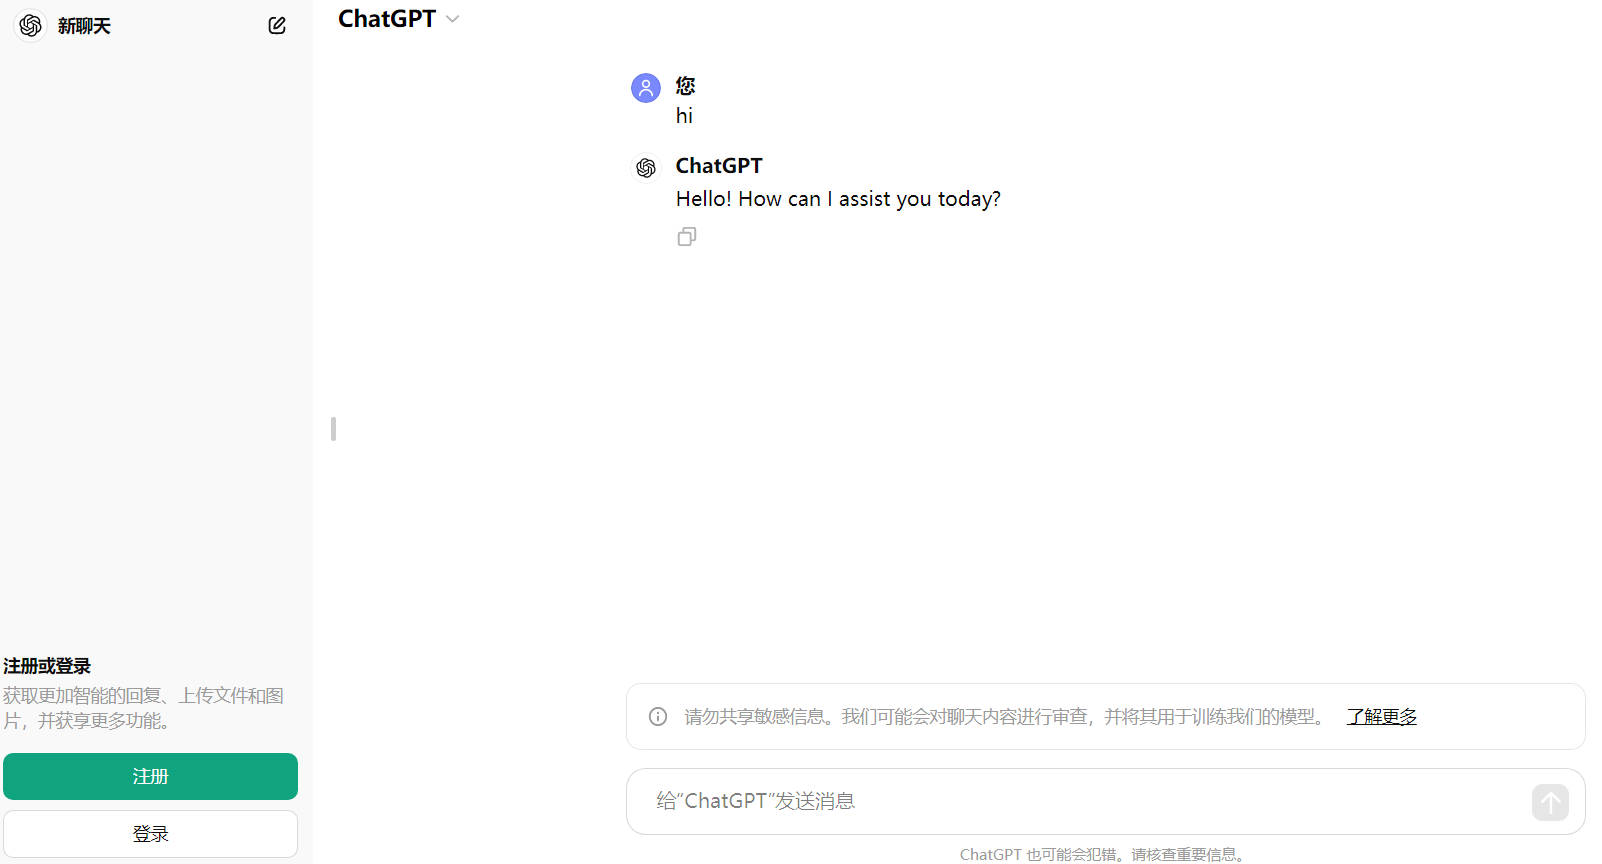 新聊天
ChatGPT
您
hi
ChatGPT
Hello! How can I assist you today?
注册或登录
获取更加智能的回复、上传文件和图
片，并获享更多功能。
注册
登录
请勿共享敏感信息。我们可能会对聊天内容进行审查，并将其用于训练我们的模型。 了解更多
给“ChatGPT”发送消息
ChatGPT 也可能会犯错。请核查重要信息。